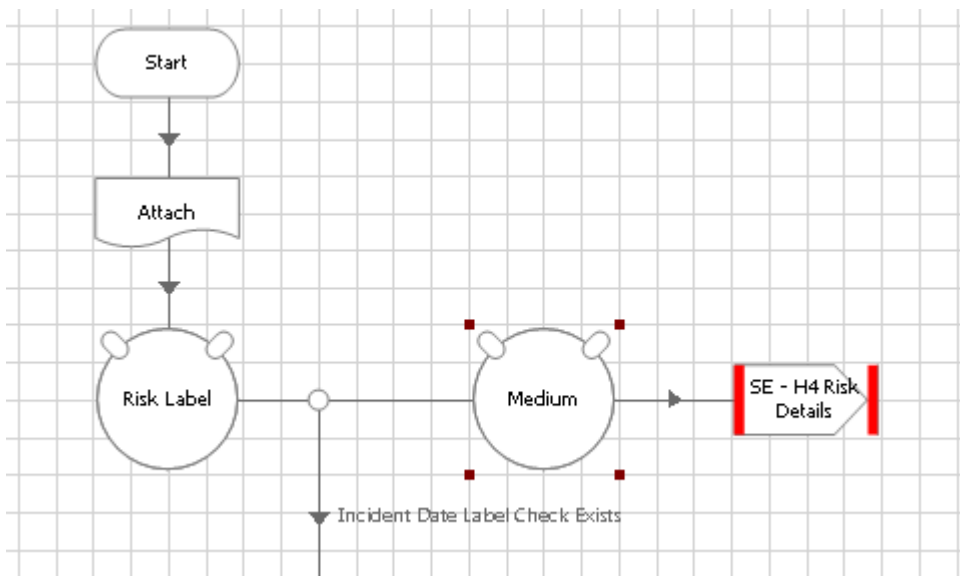 Start
Attach
Risk Label
Medium
SE - H4 Risk
Details
Incident Date Label Check Exists